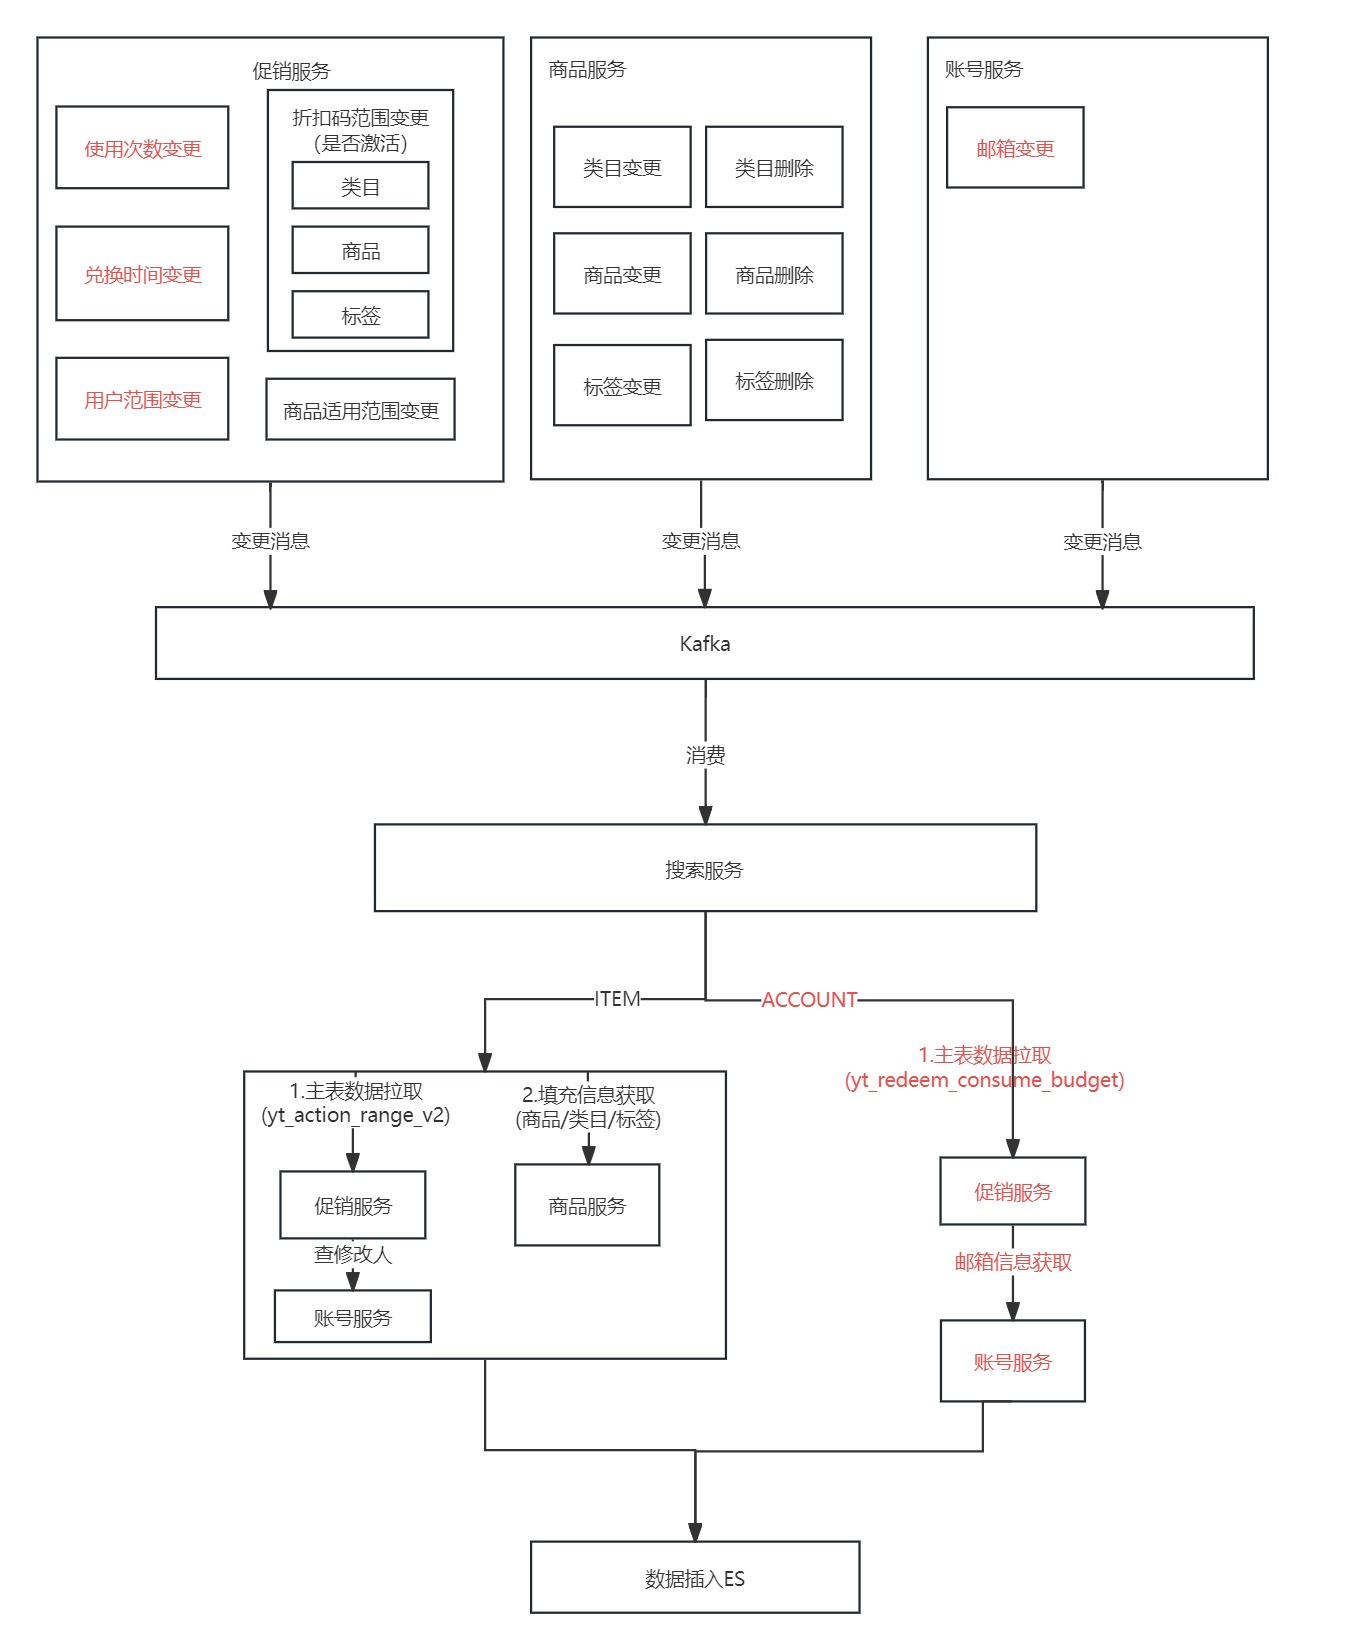 促销服务
使用次数变更
兑换时间变更
用户范围变更
折扣码范围变更
(是否激活)
类目
商品
标签
商品适用范围变更
商品服务
类目变更
类目删除
商品变更
商品删除
标签变更
标签删除
账号服务
邮箱变更
变更消息
变更消息
变更消息
Kafka
消费
搜索服务
ITEM
ACCOUNT
1.主表数据拉取
(yt_action_range_v2)
促销服务
查修改人
账号服务
2.填充信息获取
(商品/类目/标签)
商品服务
1.主表数据拉取
(yt_redeem_consume_budget)
促销服务
邮箱信息获取
账号服务
数据插入ES